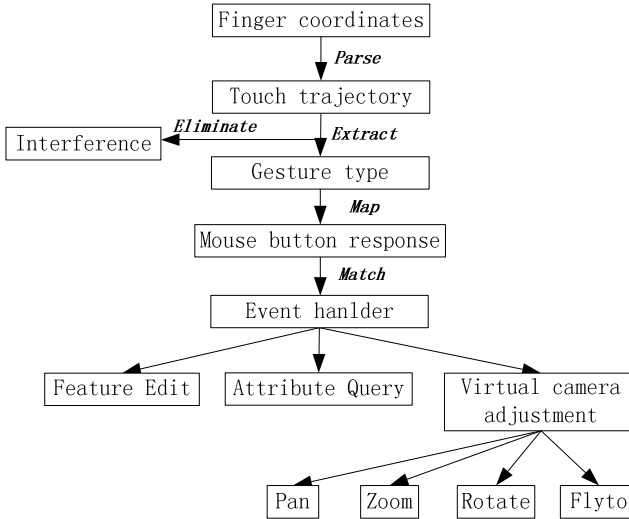 Finger coordinates
Parse
Touch trajectory
Eliminate
Extract
Interference
Gesture type
Map
Mouse button response
Match
Event hanlder
Feature Edit
Attribute Query
Virtual camera
adjustment
Pan
Zoom
Rotate
Flyto